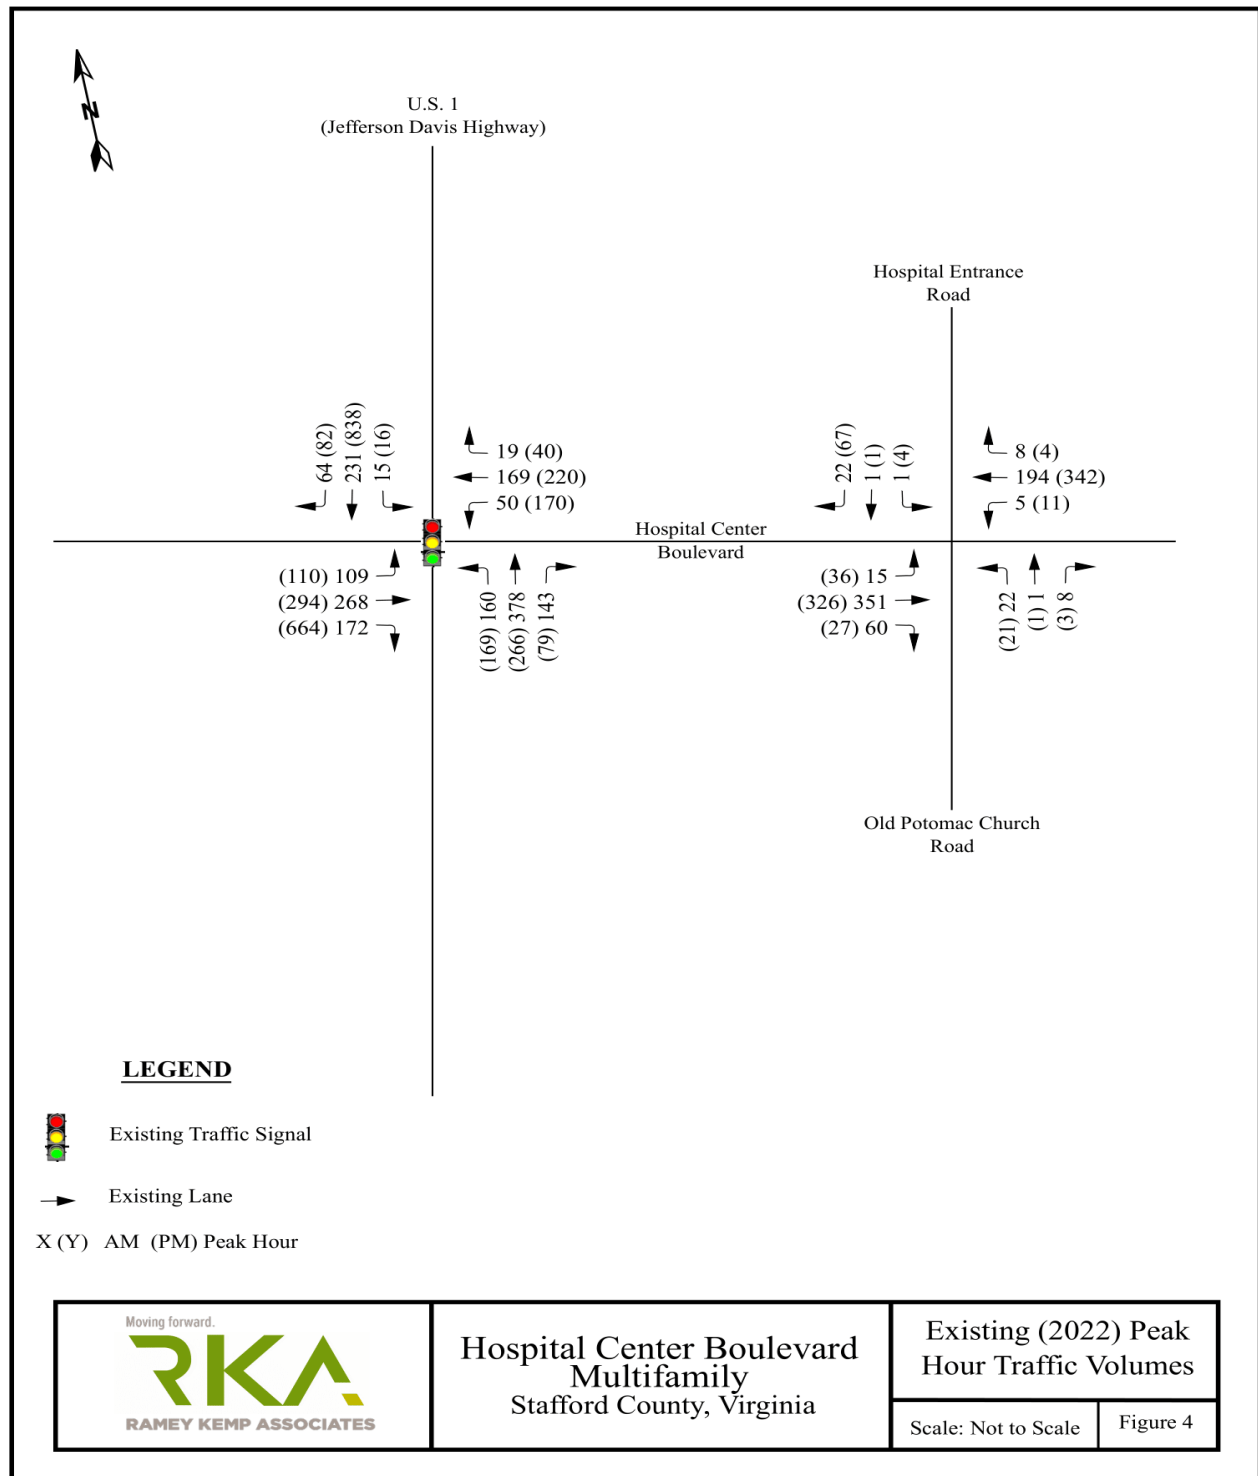 N
U.S. 1
(Jefferson Davis Highway)
Hospital Entrance
Road
64 (82)
231 (838)
15 (16)
19 (40)
169 (220)
50 (170)
22 (67)
1 (1)
1 (4)
8 (4)
194 (342)
5 (11)
Hospital Center
Boulevard
(110) 109
(294) 268
(664) 172
(169) 160
(266) 378
(79) 143
(36) 15
(326) 351
(27) 60
(21) 22
(1) 1
(3) 8
Old Potomac Church
Road
LEGEND
Existing Traffic Signal
Existing Lane
X (Y) AM (PM) Peak Hour
Moving forward.
RKA
RAMEY KEMP ASSOCIATES
Hospital Center Boulevard
Multifamily
Stafford County, Virginia
Existing (2022) Peak
Hour Traffic Volumes
Scale: Not to Scale
Figure 4